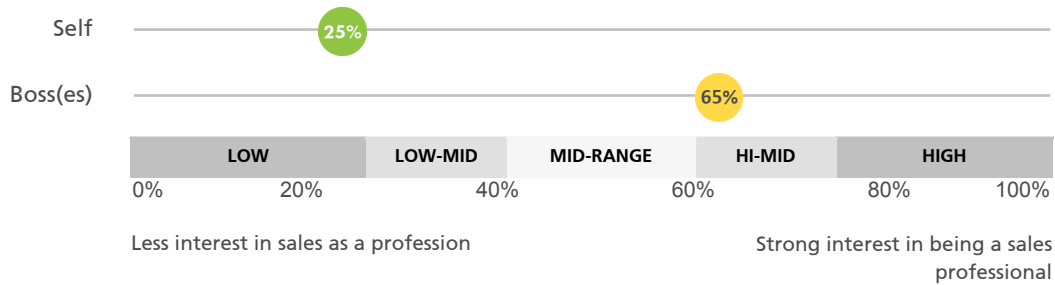 Self
25%
Boss(es)
65%
LOW LOW-MID MID-RANGE HI-MID HIGH
0% 20% 40% 60% 80% 100%
Less interest in sales as a profession
Strong interest in being a sales
professional